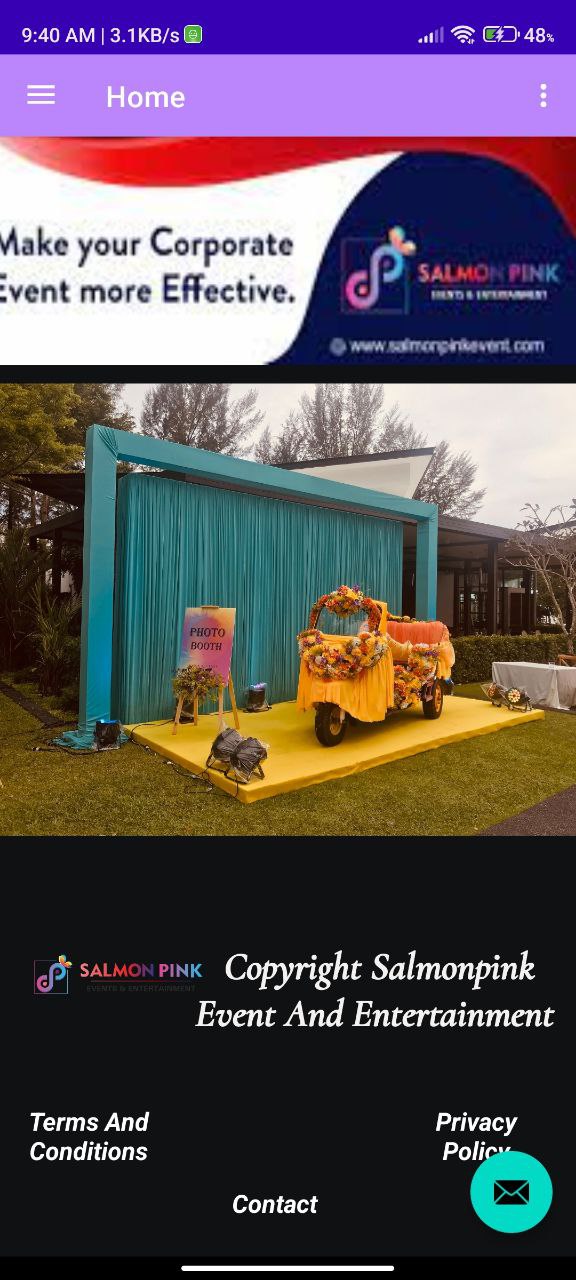 9:40 AM | 3.1KB/s
48%
Home
Make your Corporate
Event more Effective.
SALMON PINK
EVENTS & ENTERTAINMENT
www.salmonpinkevent.com
PHOTO
BOOTH
SALMON PINK
EVENTS & ENTERTAINMENT
Copyright Salmonpink
Event And Entertainment
Terms And
Conditions
Privacy
Policy
Contact